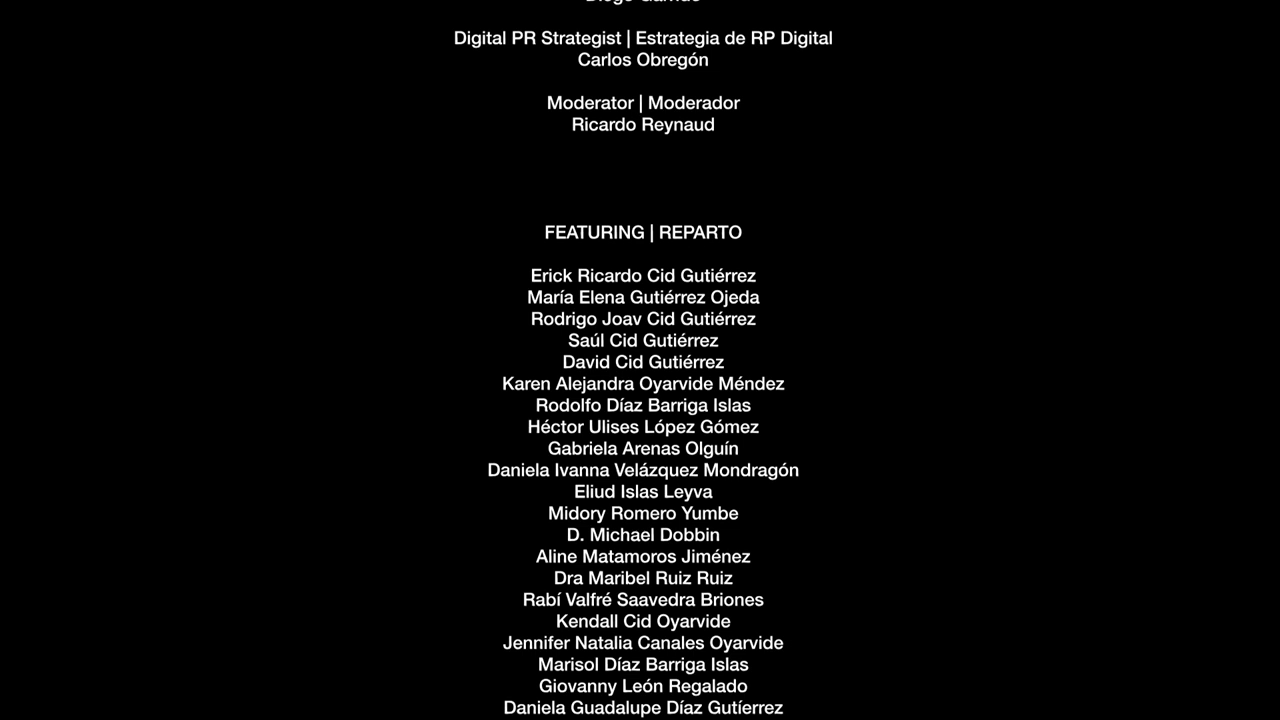 Digital PR Strategist | Estrategia de RP Digital
Carlos Obregón
Moderator | Moderador
Ricardo Reynaud
FEATURING | REPARTO
Erick Ricardo Cid Gutiérrez
María Elena Gutiérrez Ojeda
Rodrigo Joav Cid Gutiérrez
Saúl Cid Gutiérrez
David Cid Gutiérrez
Karen Alejandra Oyarvide Méndez
Rodolfo Díaz Barriga Islas
Héctor Ulises López Gómez
Gabriela Arenas Olguín
Daniela Ivanna Velázquez Mondragón
Eliud Islas Leyva
Midory Romero Yumbe
D. Michael Dobbin
Aline Matamoros Jiménez
Dra Maribel Ruiz Ruiz
Rabí Valfré Saavedra Briones
Kendall Cid Oyarvide
Jennifer Natalia Canales Oyarvide
Marisol Díaz Barriga Islas
Giovanny León Regalado
Daniela Guadalupe Díaz Gutíerrez